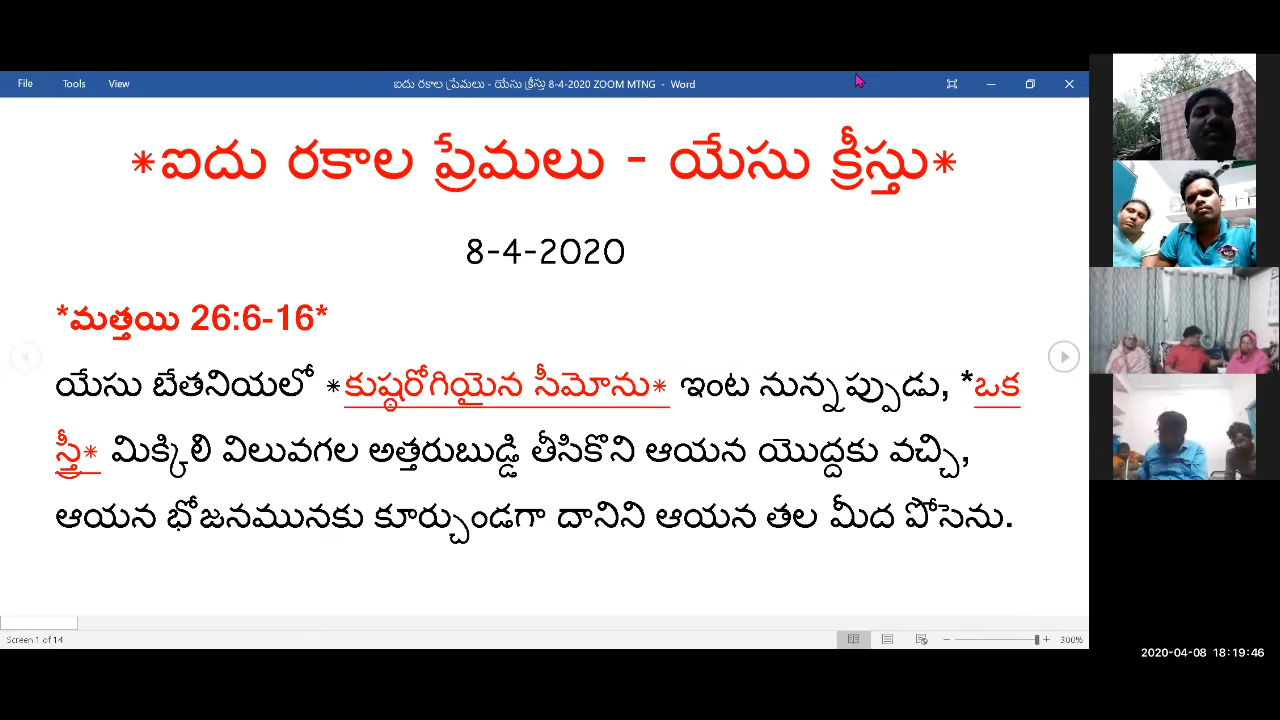 File Tools View ఐదు రకాల ప్రేమలు - యేసు క్రీస్తు 8-4-2020 ZOOM MTNG - Word
*ఐదు రకాల ప్రేమలు - యేసు క్రీస్తు*
8-4-2020
*మత్తయి 26:6-16*
యేసు బేతనియలో *కుష్ఠరోగియైన సీమోను* ఇంట నున్నప్పుడు, *ఒక
స్త్రీ* మిక్కిలి విలువగల అత్తరుబుడ్డి తీసికొని ఆయన యొద్దకు వచ్చి,
ఆయన భోజనమునకు కూర్చుండగా దానిని ఆయన తల మీద పోసెను.
Screen 1 of 14 300%
2020-04-08 18:19:46